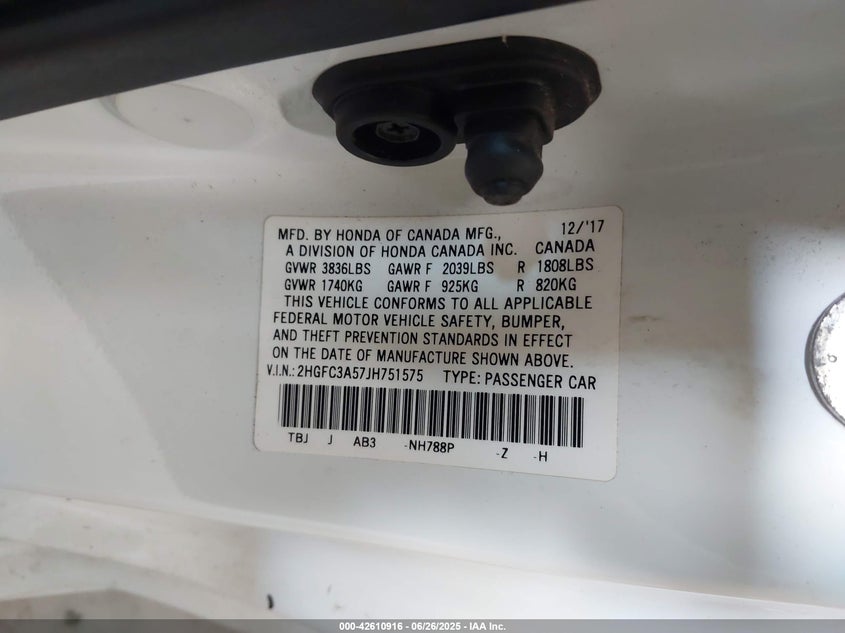 MFD. BY HONDA OF CANADA MFG., 12/'17
A DIVISION OF HONDA CANADA INC. CANADA
GVWR 3836LBS GAWR F 2039LBS R 1808LBS
GVWR 1740KG GAWR F 925KG R 820KG
THIS VEHICLE CONFORMS TO ALL APPLICABLE
FEDERAL MOTOR VEHICLE SAFETY, BUMPER,
AND THEFT PREVENTION STANDARDS IN EFFECT
ON THE DATE OF MANUFACTURE SHOWN ABOVE.
V.I.N.: 2HGFC3A57JH751575 TYPE: PASSENGER CAR
TBJ J AB3 -NH788P -Z -H
000-42610916 - 06/26/2025 - IAA Inc.